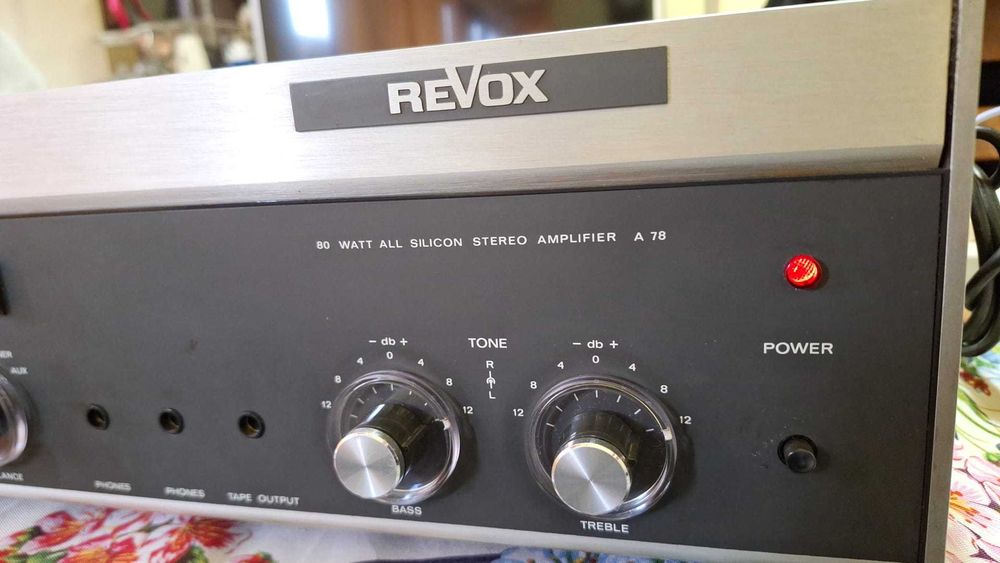 REVOX
80 WATT ALL SILICON STEREO AMPLIFIER A 78
- db +
TONE
- db +
0
4 4
8 8
12 12
R
L
0
4 4
8 8
12 12
POWER
AUX
PHONES
PHONES
TAPE OUTPUT
BASS
TREBLE